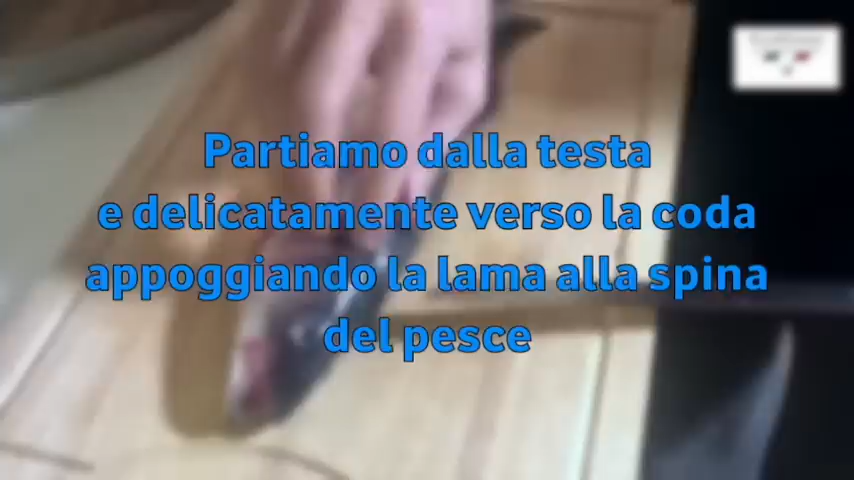 Partiamo dalla testa
e delicatamente verso la coda
appoggiando la lama alla spina
del pesce